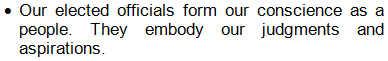 • Our elected officials form our conscience as a
people. They embody our judgments and
aspirations.